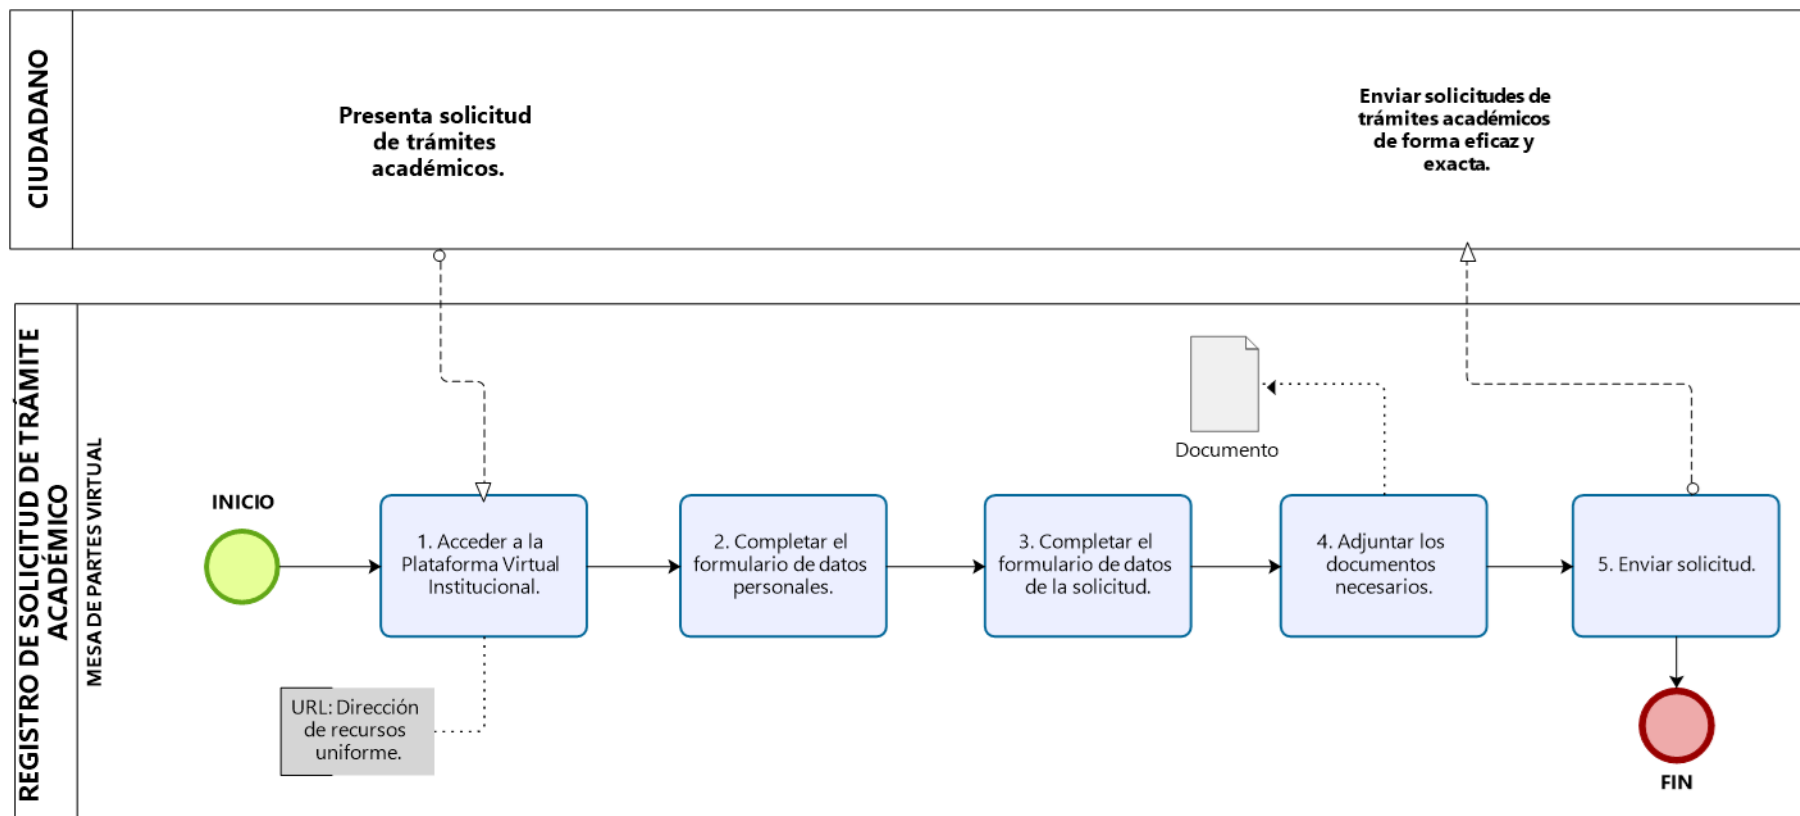 CIUDADANO
Presenta solicitud
de trámites
académicos.
Enviar solicitudes de
trámites académicos
de forma eficaz y
exacta.
REGISTRO DE SOLICITUD DE TRÁMITE
ACADÉMICO
MESA DE PARTES VIRTUAL
INICIO
1. Acceder a la
Plataforma Virtual
Institucional.
2. Completar el
formulario de datos
personales.
3. Completar el
formulario de datos
de la solicitud.
Documento
4. Adjuntar los
documentos
necesarios.
5. Enviar solicitud.
URL: Dirección
de recursos
uniforme.
FIN